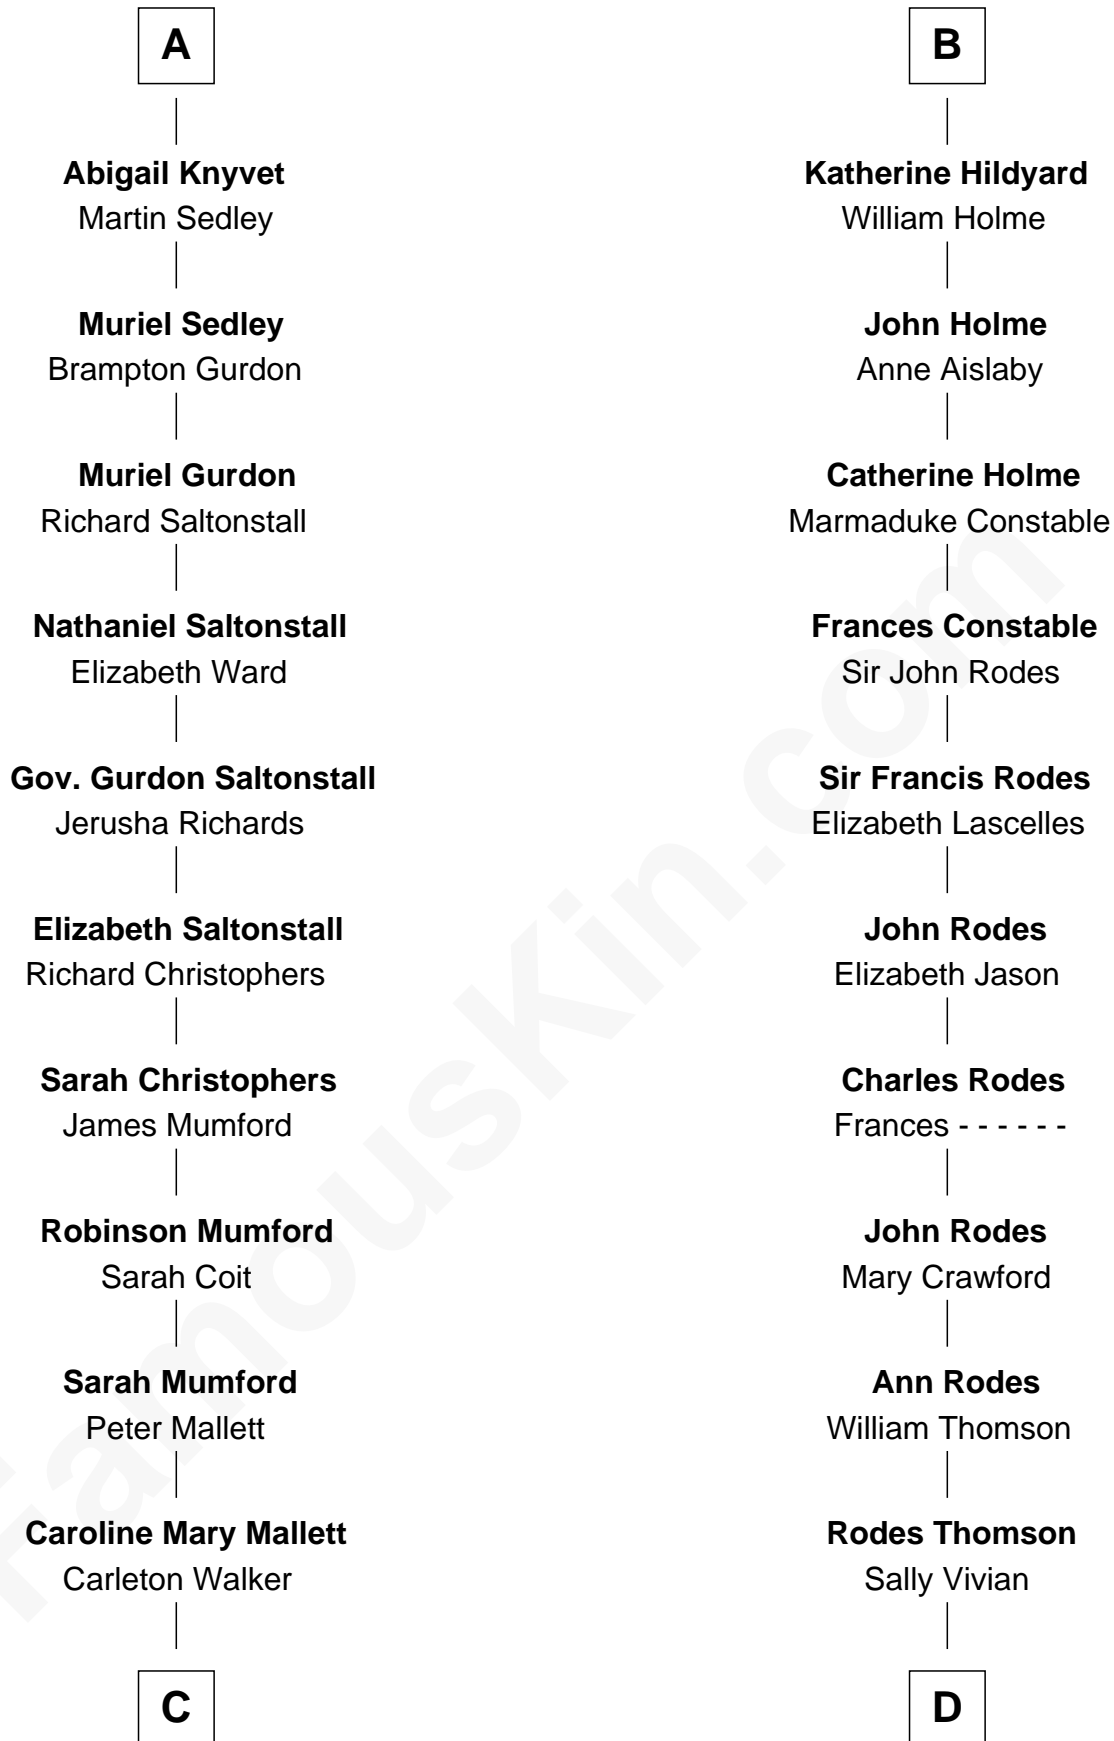 A
Abigail Knyvet
Martin Sedley
Muriel Sedley
Brampton Gurdon
Muriel Gurdon
Richard Saltonstall
Nathaniel Saltonstall
Elizabeth Ward
Gov. Gurdon Saltonstall
Jerusha Richards
Elizabeth Saltonstall
Richard Christophers
Sarah Christophers
James Mumford
Robinson Mumford
Sarah Coit
Sarah Mumford
Peter Mallett
Caroline Mary Mallett
Carleton Walker
C
B
Katherine Hildyard
William Holme
John Holme
Anne Aislaby
Catherine Holme
Marmaduke Constable
Frances Constable
Sir John Rodes
Sir Francis Rodes
Elizabeth Lascelles
John Rodes
Elizabeth Jason
Charles Rodes
Frances - - - - - -
John Rodes
Mary Crawford
Ann Rodes
William Thomson
Rodes Thomson
Sally Vivian
D
FamousKin.com